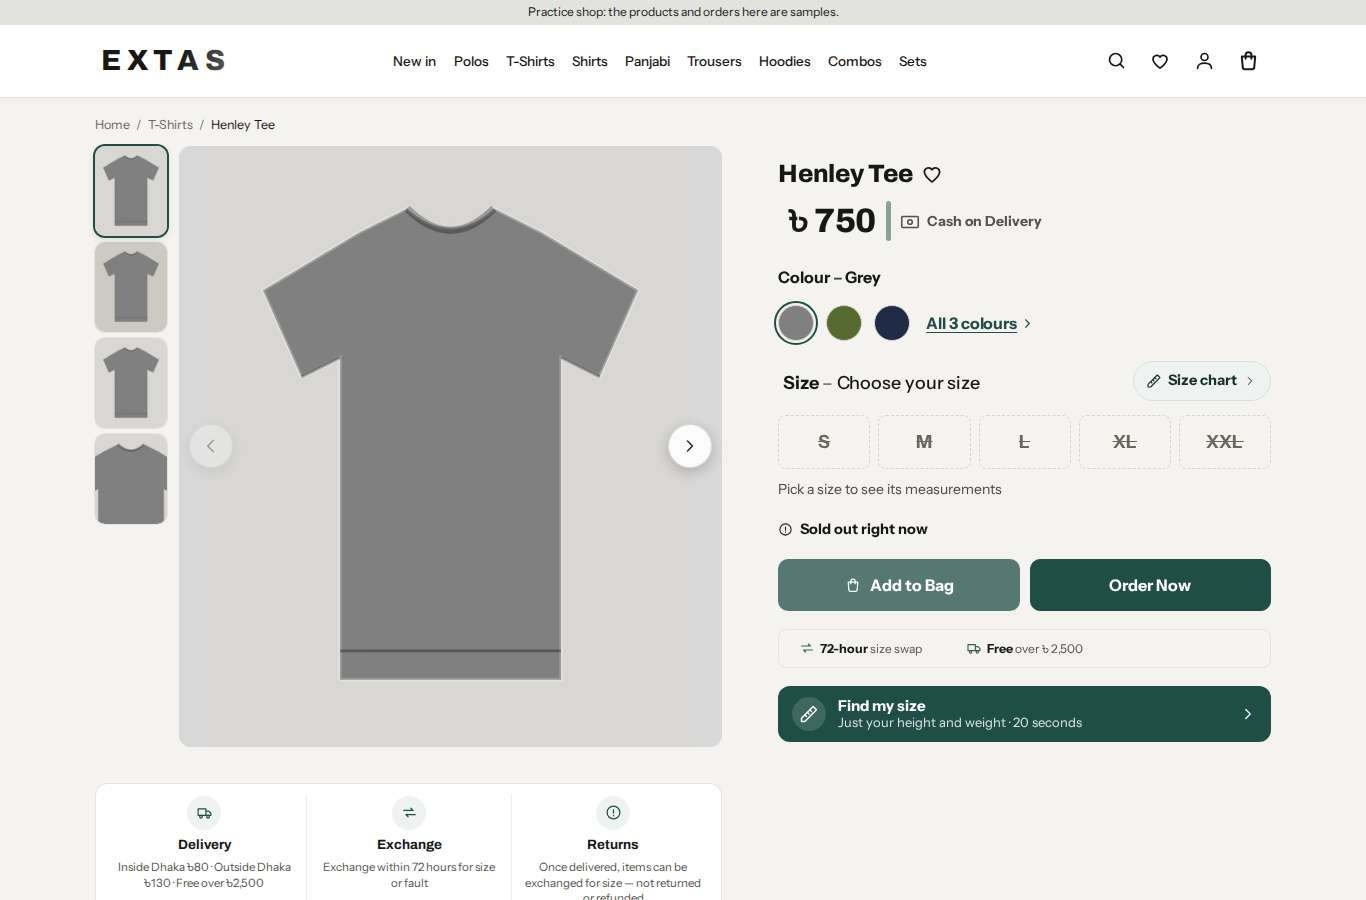 Practice shop: the products and orders here are samples.
EXTAS
New in Polos T-Shirts Shirts Panjabi Trousers Hoodies Combos Sets
Home / T-Shirts / Henley Tee
Henley Tee
৳ 750 Cash on Delivery
Colour – Grey
All 3 colours
Size – Choose your size
Size chart
S M L XL XXL
Pick a size to see its measurements
Sold out right now
Add to Bag Order Now
72-hour size swap Free over ৳ 2,500
Find my size
Just your height and weight · 20 seconds
Delivery
Inside Dhaka ৳80 · Outside Dhaka
৳130 · Free over ৳2,500
Exchange
Exchange within 72 hours for size
or fault
Returns
Once delivered, items can be
exchanged for size — not returned
or refunded